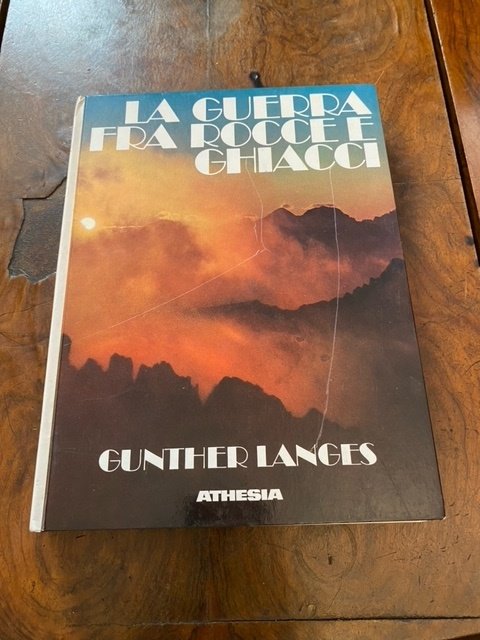 LA GUERRA
FRA ROCCE E
GHIACCI
GUNTHER LANGES
ATHESIA